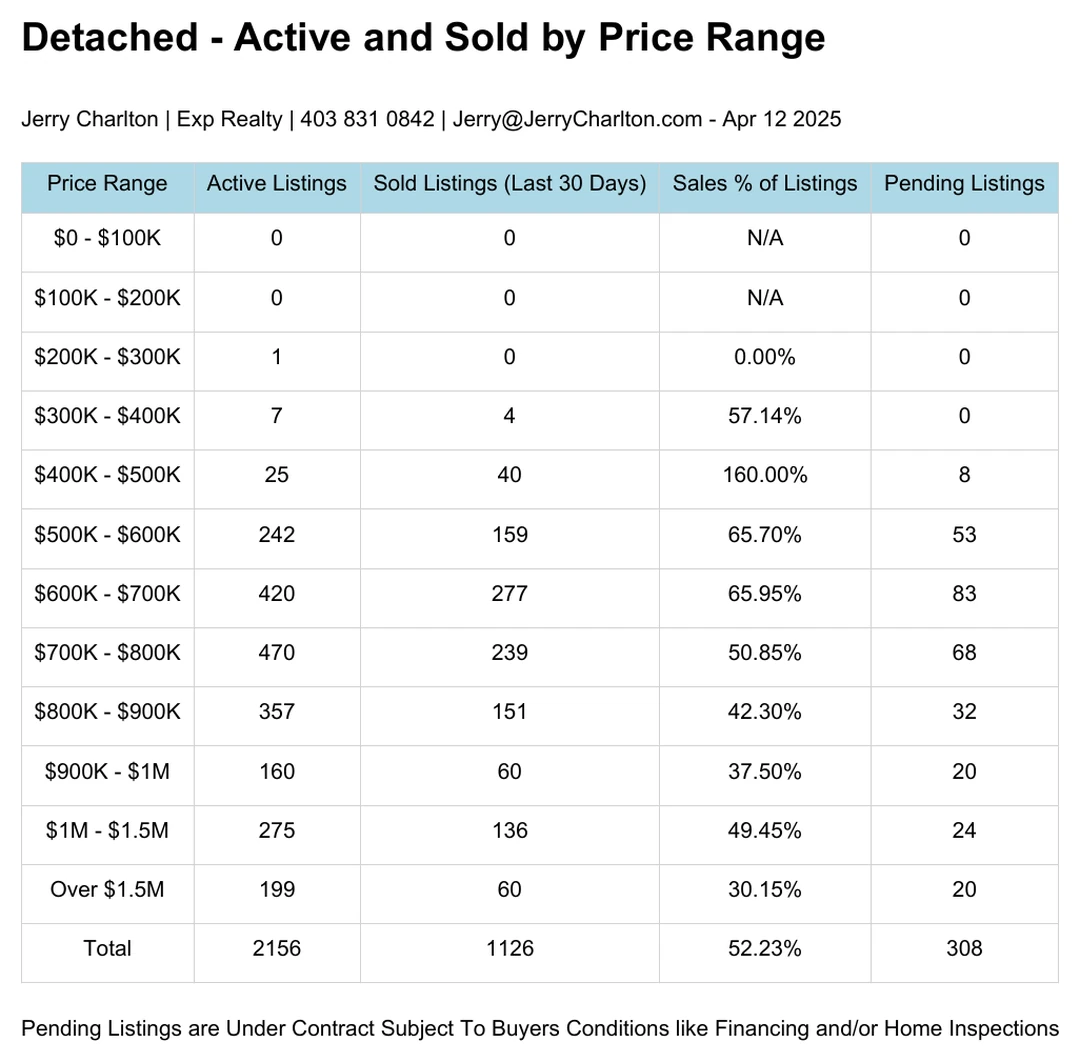 Detached - Active and Sold by Price Range
Jerry Charlton | Exp Realty | 403 831 0842 | Jerry@JerryCharlton.com - Apr 12 2025
Price Range Active Listings Sold Listings (Last 30 Days) Sales % of Listings Pending Listings
$0 - $100K 0 0 N/A 0
$100K - $200K 0 0 N/A 0
$200K - $300K 1 0 0.00% 0
$300K - $400K 7 4 57.14% 0
$400K - $500K 25 40 160.00% 8
$500K - $600K 242 159 65.70% 53
$600K - $700K 420 277 65.95% 83
$700K - $800K 470 239 50.85% 68
$800K - $900K 357 151 42.30% 32
$900K - $1M 160 60 37.50% 20
$1M - $1.5M 275 136 49.45% 24
Over $1.5M 199 60 30.15% 20
Total 2156 1126 52.23% 308
Pending Listings are Under Contract Subject To Buyers Conditions like Financing and/or Home Inspections